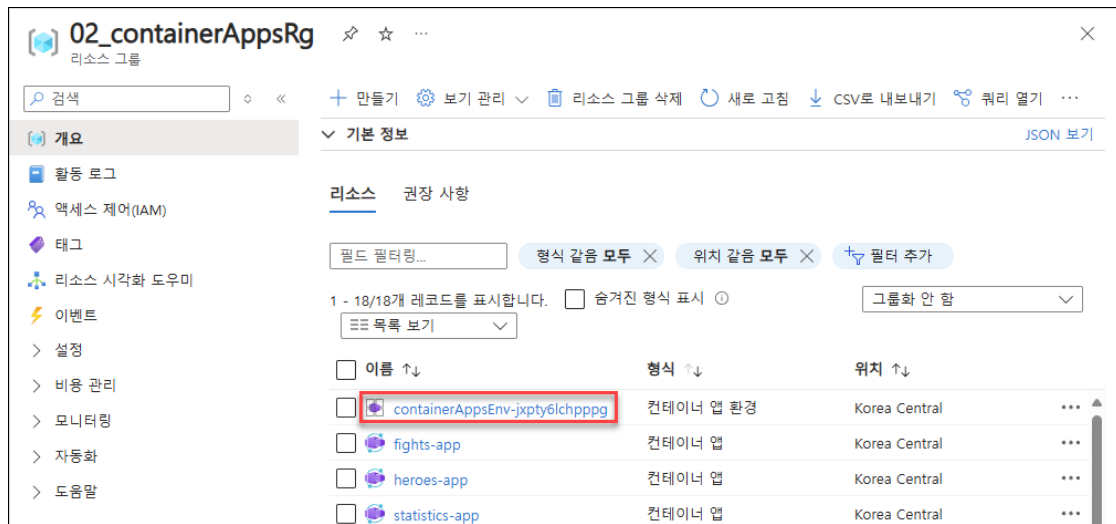 02_containerAppsRg
리소스 그룹
검색
만들기 보기 관리 리소스 그룹 삭제 새로 고침 CSV로 내보내기 쿼리 열기
개요
기본 정보 JSON 보기
활동 로그
액세스 제어(IAM)
태그
리소스 시각화 도우미
이벤트
설정
비용 관리
모니터링
자동화
도움말
리소스 권장 사항
필드 필터링... 형식 같음 모두 위치 같음 모두 필터 추가
1 - 18/18개 레코드를 표시합니다. 숨겨진 형식 표시 그룹화 안 함
목록 보기
이름 형식 위치
containerAppsEnv-jxpty6lchpppg 컨테이너 앱 환경 Korea Central
fights-app 컨테이너 앱 Korea Central
heroes-app 컨테이너 앱 Korea Central
statistics-app 컨테이너 앱 Korea Central